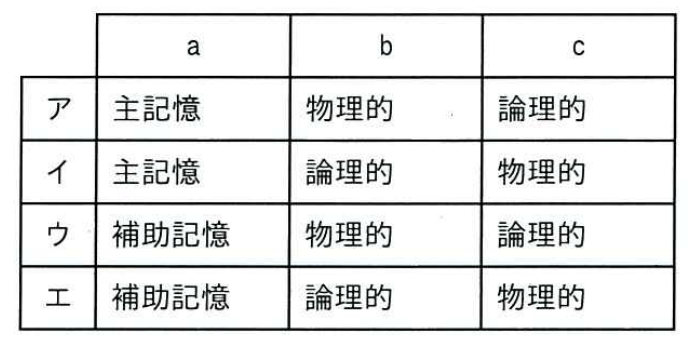 a b c
ア 主記憶 物理的 論理的
イ 主記憶 論理的 物理的
ウ 補助記憶 物理的 論理的
エ 補助記憶 論理的 物理的